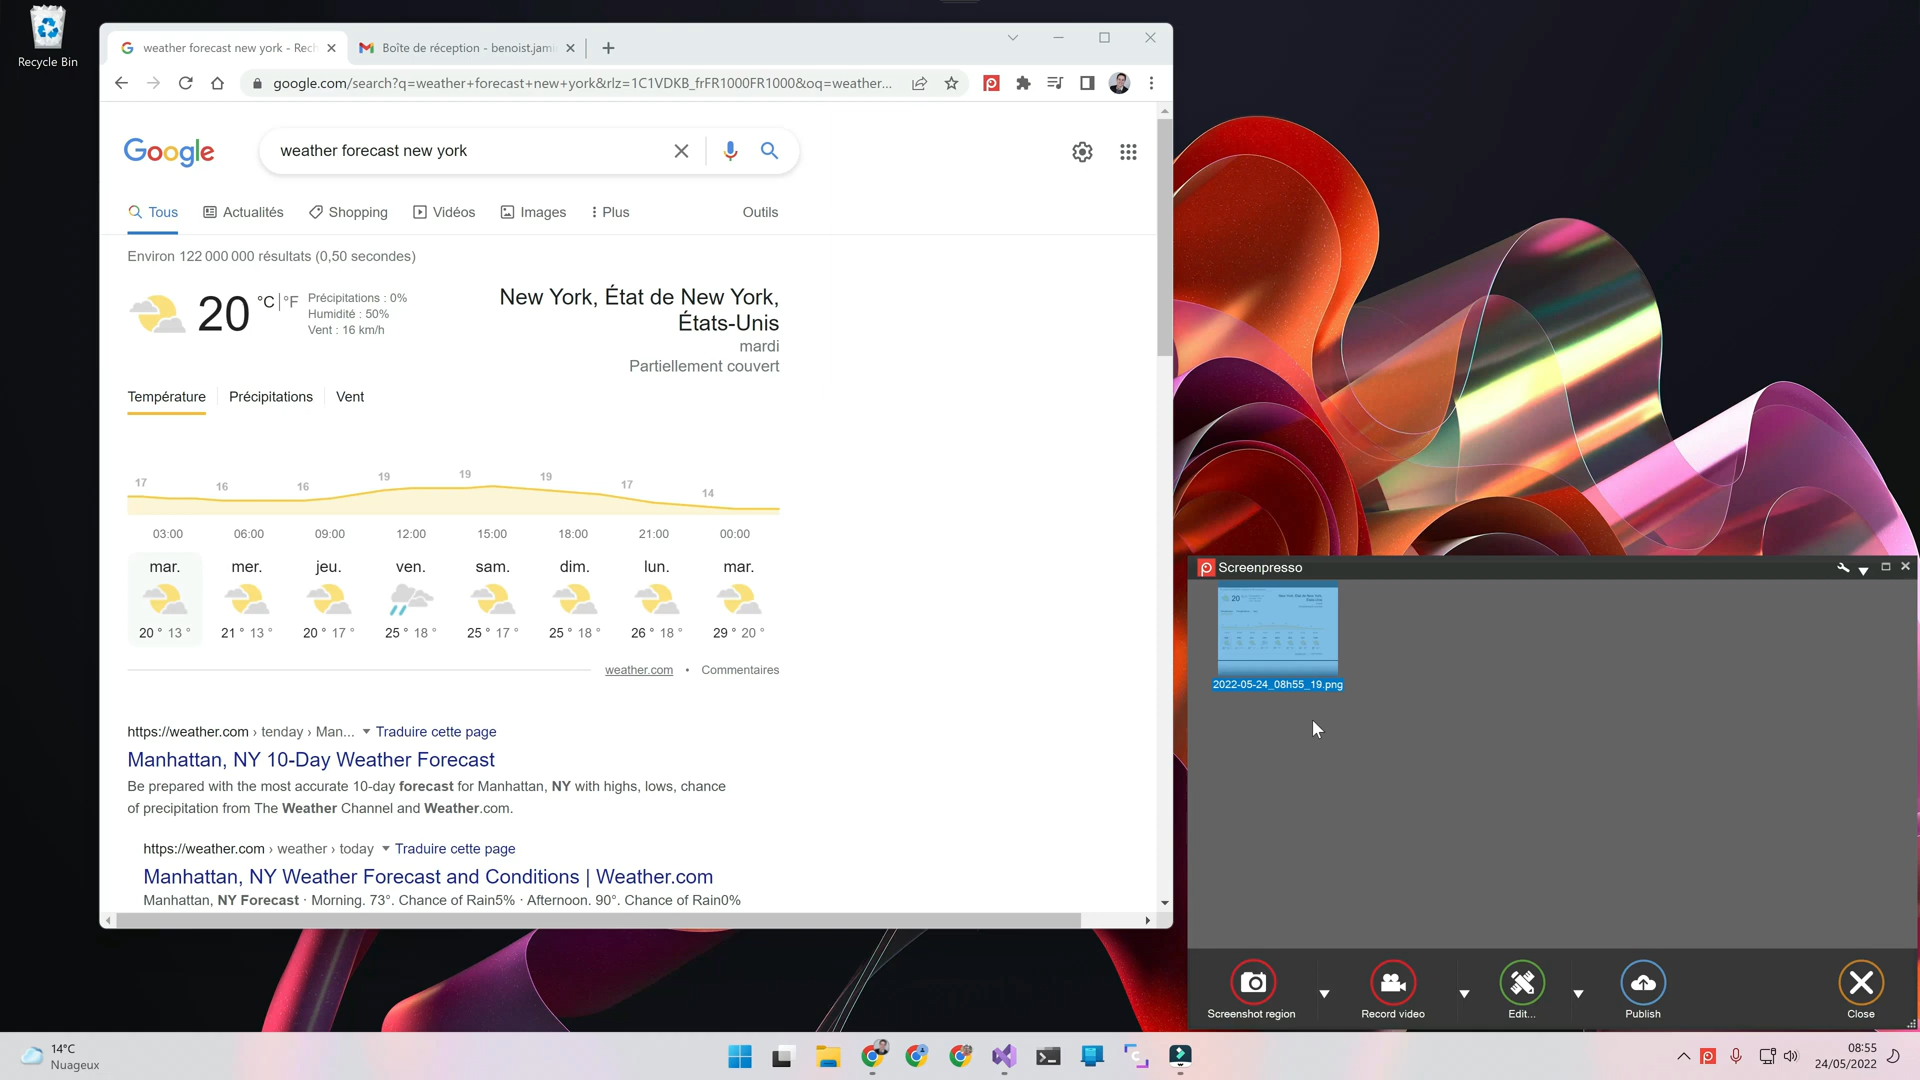 Recycle Bin
weather forecast new york - Rech
Boîte de réception - benoist.jami
google.com/search?q=weather+forecast+new+york&rlz=1C1VDKB_frFR1000FR1000&oq=weather...
Google
weather forecast new york
Tous
Actualités
Shopping
Vidéos
Images
Plus
Outils
Environ 122 000 000 résultats (0,50 secondes)
20 °C | °F
Précipitations : 0%
Humidité : 50%
Vent : 16 km/h
New York, État de New York,
États-Unis
mardi
Partiellement couvert
Température
Précipitations
Vent
17 16 16 19 19 19 17 14
03:00 06:00 09:00 12:00 15:00 18:00 21:00 00:00
mar. mer. jeu. ven. sam. dim. lun. mar.
20 ° 13 ° 21 ° 13 ° 20 ° 17 ° 25 ° 18 ° 25 ° 17 ° 25 ° 18 ° 26 ° 18 ° 29 ° 20 °
weather.com • Commentaires
https://weather.com › tenday › Man... Traduire cette page
Manhattan, NY 10-Day Weather Forecast
Be prepared with the most accurate 10-day forecast for Manhattan, NY with highs, lows, chance
of precipitation from The Weather Channel and Weather.com.
https://weather.com › weather › today Traduire cette page
Manhattan, NY Weather Forecast and Conditions | Weather.com
Manhattan, NY Forecast · Morning. 73°. Chance of Rain5% · Afternoon. 90°. Chance of Rain0%
Screenpresso
2022-05-24_08h55_19.png
Screenshot region
Record video
Edit...
Publish
Close
14°C
Nuageux
08:55
24/05/2022